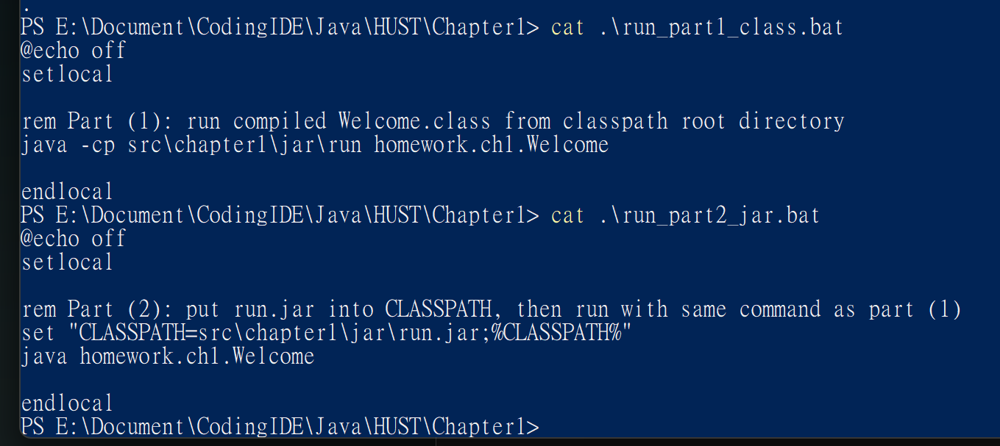 .
PS E:\Document\CodingIDE\Java\HUST\Chapter1> cat .\run_part1_class.bat
@echo off
setlocal
rem Part (1): run compiled Welcome.class from classpath root directory
java -cp src\chapter1\jar\run homework.ch1.Welcome
endlocal
PS E:\Document\CodingIDE\Java\HUST\Chapter1> cat .\run_part2_jar.bat
@echo off
setlocal
rem Part (2): put run.jar into CLASSPATH, then run with same command as part (1)
set "CLASSPATH=src\chapter1\jar\run.jar;%CLASSPATH%"
java homework.ch1.Welcome
endlocal
PS E:\Document\CodingIDE\Java\HUST\Chapter1>